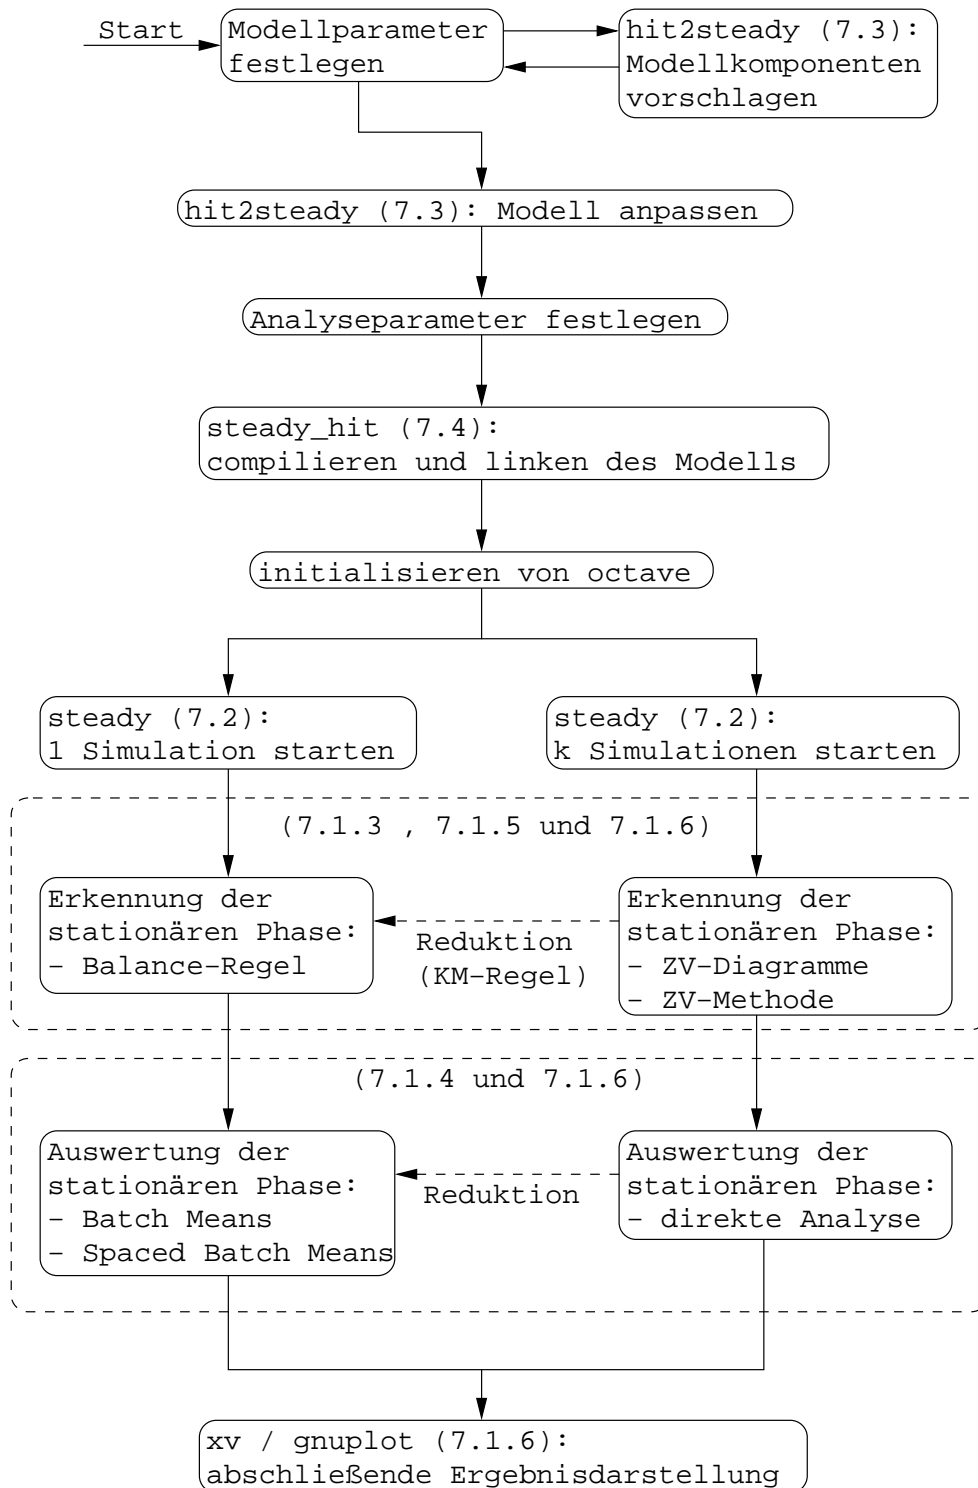 Start
Modellparameter
festlegen
hit2steady (7.3):
Modellkomponenten
vorschlagen
hit2steady (7.3): Modell anpassen
Analyseparameter festlegen
steady_hit (7.4):
compilieren und linken des Modells
initialisieren von octave
steady (7.2):
1 Simulation starten
steady (7.2):
k Simulationen starten
(7.1.3 , 7.1.5 und 7.1.6)
Erkennung der
stationären Phase:
– Balance–Regel
Reduktion
(KM–Regel)
Erkennung der
stationären Phase:
– ZV–Diagramme
– ZV–Methode
(7.1.4 und 7.1.6)
Auswertung der
stationären Phase:
– Batch Means
– Spaced Batch Means
Reduktion
Auswertung der
stationären Phase:
– direkte Analyse
xv / gnuplot (7.1.6):
abschließende Ergebnisdarstellung